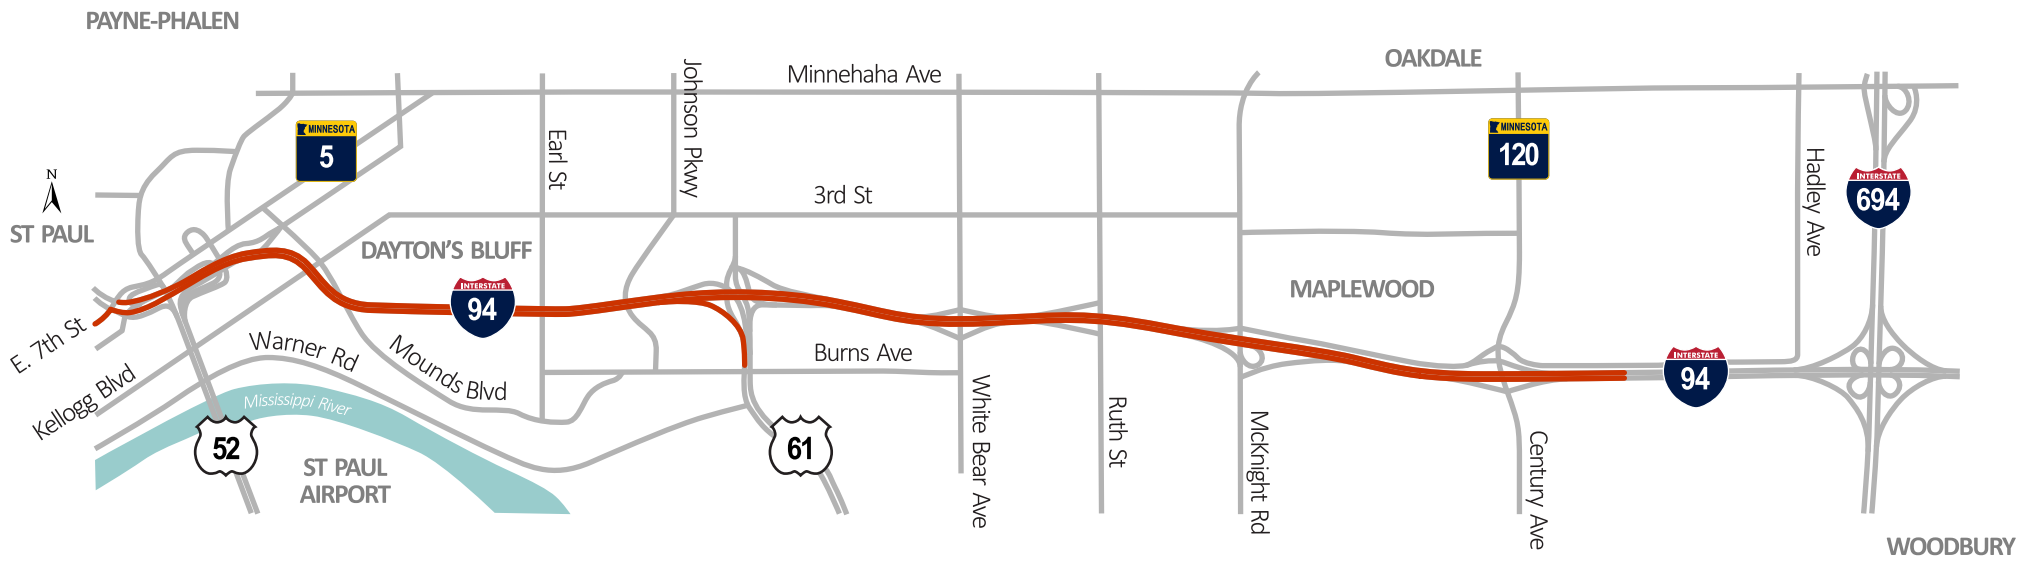 PAYNE-PHALEN
OAKDALE
Minnehaha Ave
Johnson Pkwy
MINNESOTA
5
MINNESOTA
120
Earl St
Hadley Ave
N
3rd St
INTERSTATE
694
ST PAUL
DAYTON'S BLUFF
MAPLEWOOD
INTERSTATE
94
E. 7th St
Warner Rd
Mounds Blvd
Burns Ave
INTERSTATE
94
Kellogg Blvd
Mississippi River
White Bear Ave
Ruth St
McKnight Rd
Century Ave
52
61
ST PAUL
AIRPORT
WOODBURY